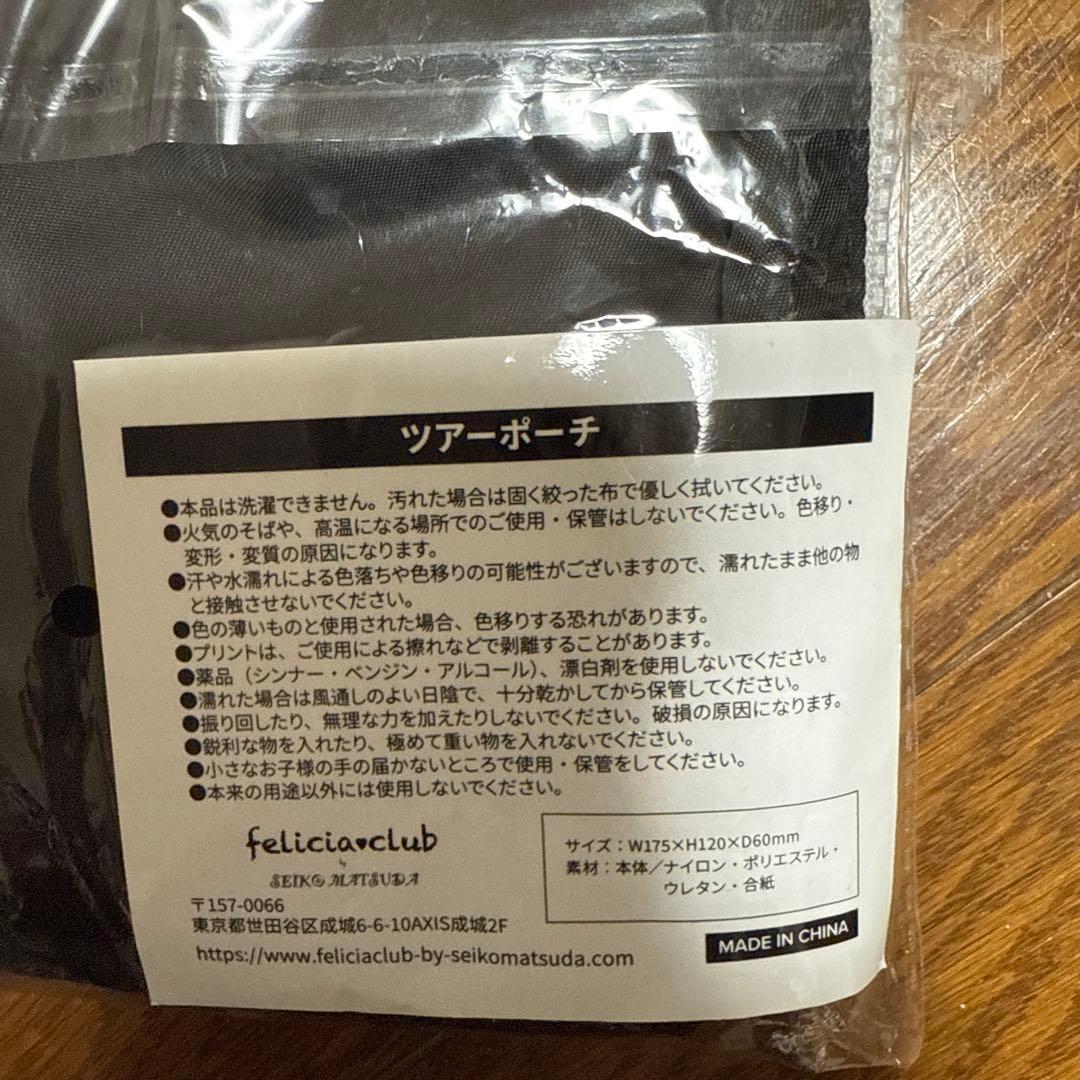 ツアーポーチ
●本品は洗濯できません。汚れた場合は固く絞った布で優しく拭いてください。
●火気のそばや、高温になる場所でのご使用・保管はしないでください。色移り・
変形・変質の原因になります。
●汗や水濡れによる色落ちや色移りの可能性がございますので、濡れたまま他の物
と接触させないでください。
●色の薄いものと使用された場合、色移りする恐れがあります。
●プリントは、ご使用による擦れなどで剥離することがあります。
●薬品（シンナー・ベンジン・アルコール）、漂白剤を使用しないでください。
●濡れた場合は風通しのよい日陰で、十分乾かしてから保管してください。
●振り回したり、無理な力を加えたりしないでください。破損の原因になります。
●鋭利な物を入れたり、極めて重い物を入れないでください。
●小さなお子様の手の届かないところで使用・保管をしてください。
●本来の用途以外には使用しないでください。
felicia♥club
by
SEIKO MATSUDA
〒157-0066
東京都世田谷区成城6-6-10AXIS成城2F
https://www.feliciaclub-by-seikomatsuda.com
サイズ：W175×H120×D60mm
素材：本体／ナイロン・ポリエステル・
ウレタン・合紙
MADE IN CHINA